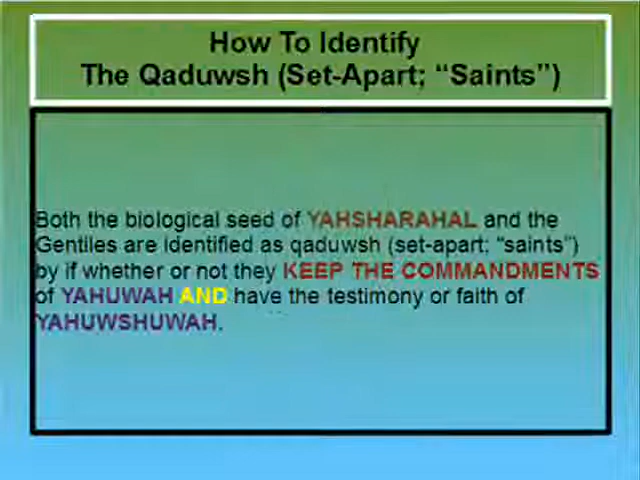 How To Identify
The Qaduwsh (Set-Apart; “Saints”)
Both the biological seed of YAHSHARAHAL and the
Gentiles are identified as qaduwsh (set-apart; “saints”)
by if whether or not they KEEP THE COMMANDMENTS
of YAHUWAH AND have the testimony or faith of
YAHUWSHUWAH.